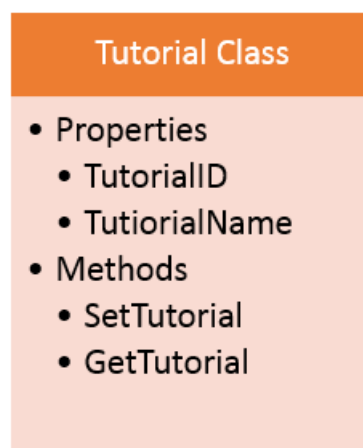 Tutorial Class
• Properties
• TutorialID
• TutiorialName
• Methods
• SetTutorial
• GetTutorial